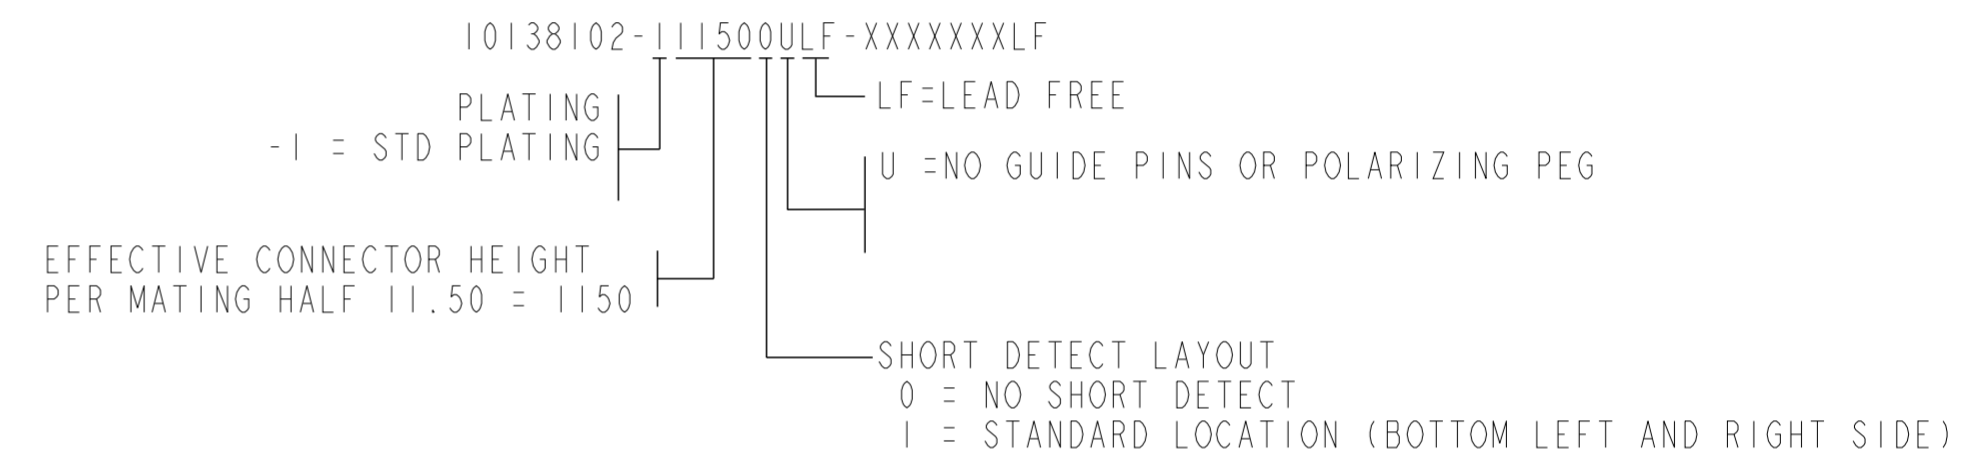 10138102-111500ULF-XXXXXXXLF
LF=LEAD FREE
PLATING
-1 = STD PLATING
U =NO GUIDE PINS OR POLARIZING PEG
EFFECTIVE CONNECTOR HEIGHT
PER MATING HALF 11.50 = 1150
SHORT DETECT LAYOUT
0 = NO SHORT DETECT
1 = STANDARD LOCATION (BOTTOM LEFT AND RIGHT SIDE)